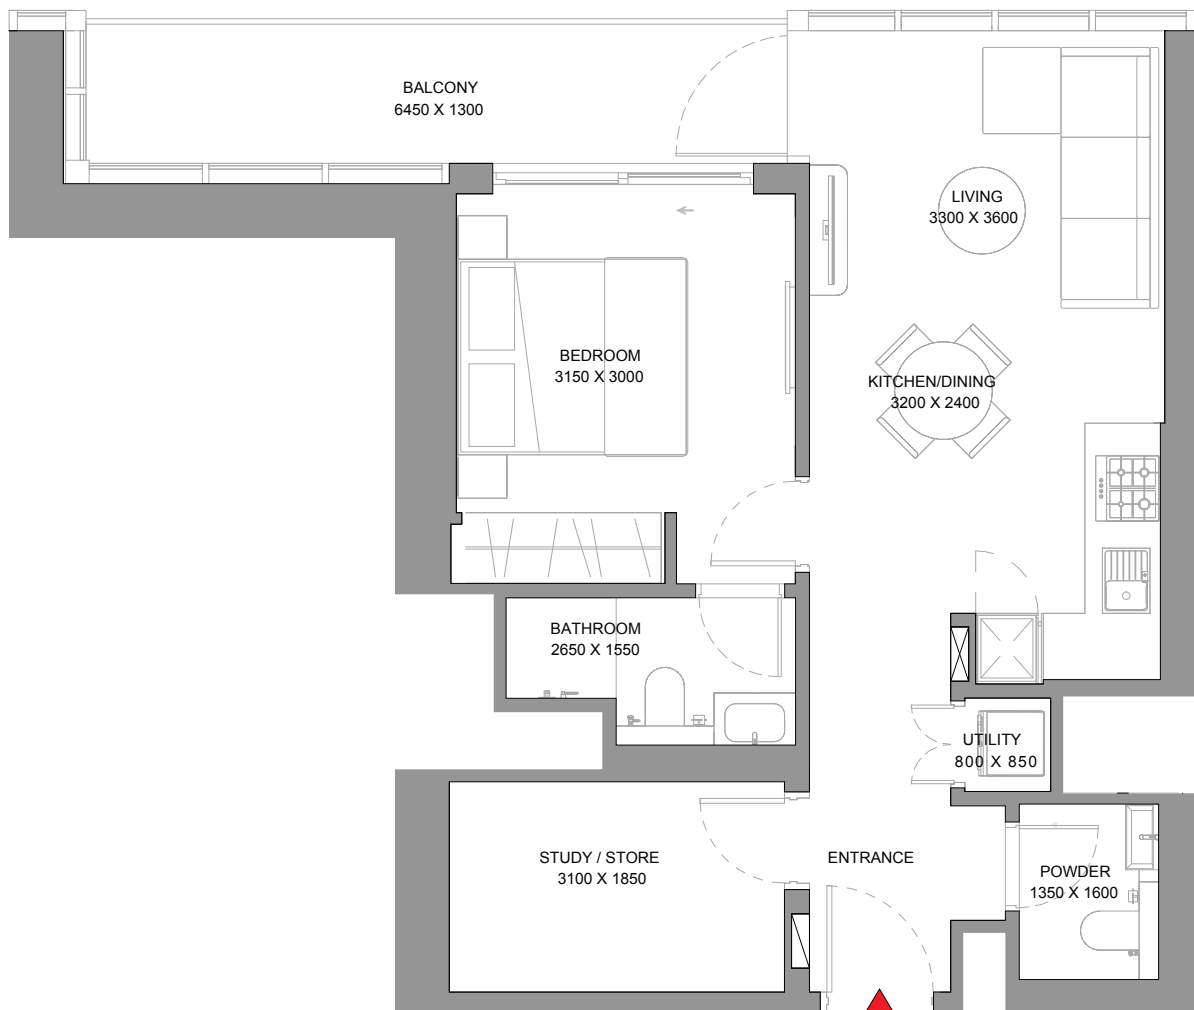 BALCONY
6450 X 1300
LIVING
3300 X 3600
BEDROOM
3150 X 3000
KITCHEN/DINING
3200 X 2400
BATHROOM
2650 X 1550
UTILITY
800 X 850
STUDY / STORE
3100 X 1850
ENTRANCE
POWDER
1350 X 1600